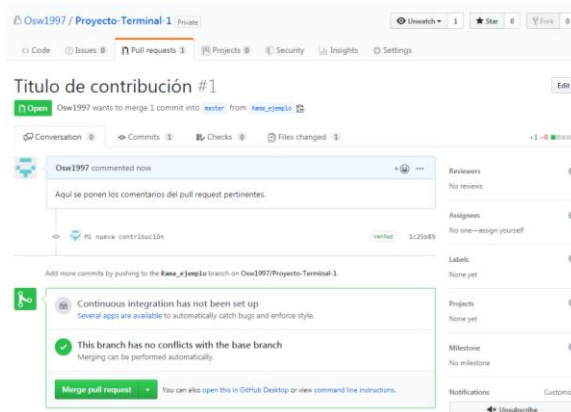 Osw1997 / Proyecto-Terminal-1 Private
Unwatch 1 Star 0 Fork 0
Code Issues 0 Pull requests 1 Projects 0 Security Insights Settings
Titulo de contribución #1
Edit
Open Osw1997 wants to merge 1 commit into master from Rama_ejemplo
Conversation 0 Commits 1 Checks 0 Files changed 1 +1 −0
Osw1997 commented now
Aquí se ponen los comentarios del pull request pertinentes.
Mi nueva contribución Verified 1c25b89
Add more commits by pushing to the Rama_ejemplo branch on Osw1997/Proyecto-Terminal-1.
Continuous integration has not been set up
Several apps are available to automatically catch bugs and enforce style.
This branch has no conflicts with the base branch
Merging can be performed automatically.
Merge pull request You can also open this in GitHub Desktop or view command line instructions.
Reviewers
No reviews
Assignees
No one—assign yourself
Labels
None yet
Projects
None yet
Milestone
No milestone
Notifications
Unsubscribe